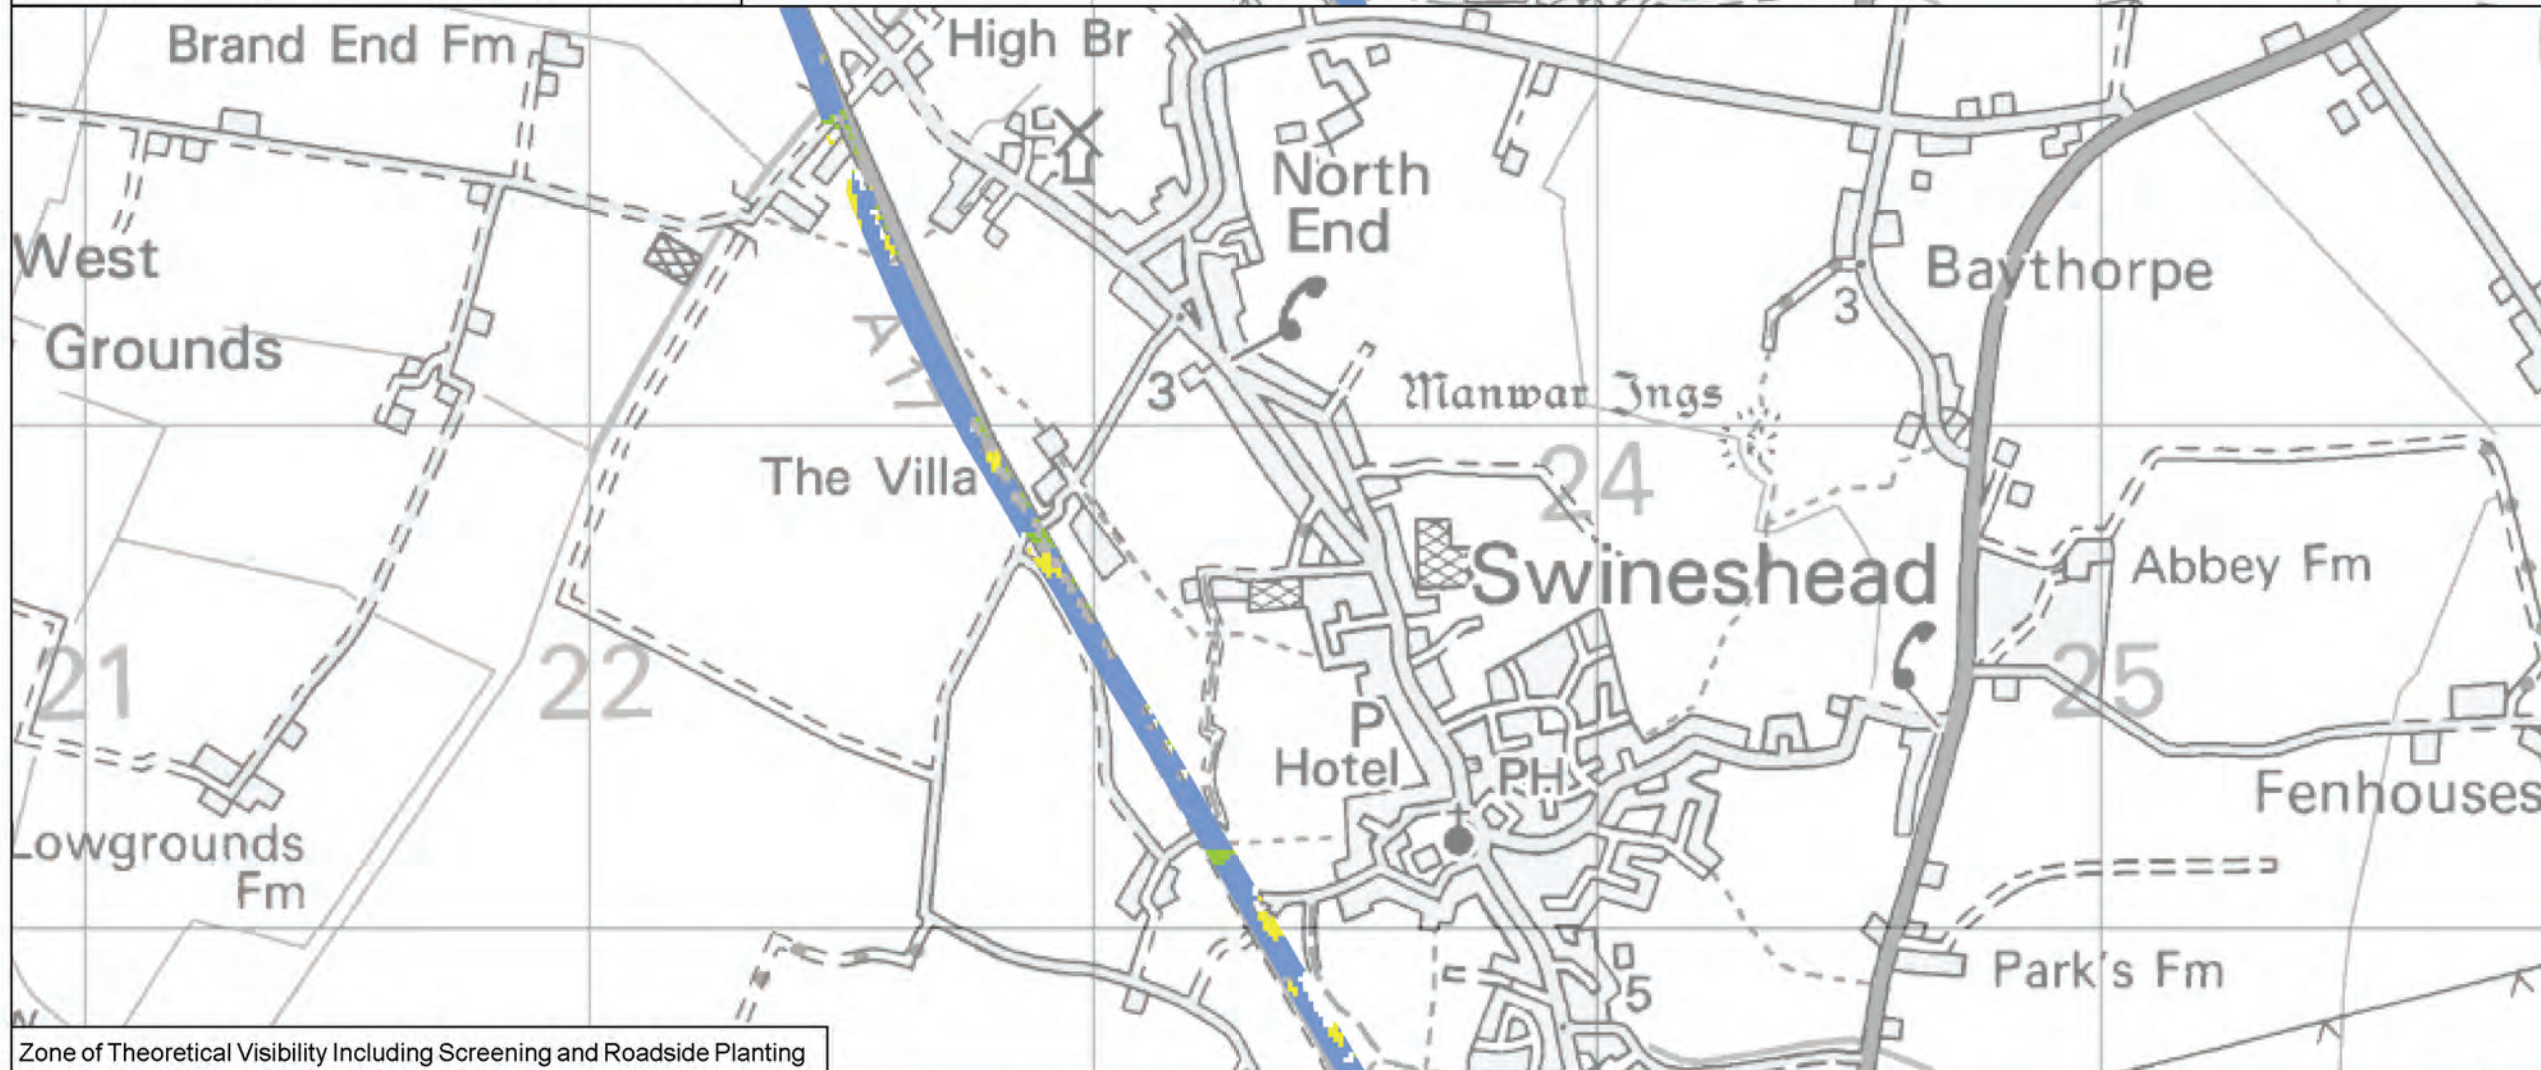 Brand End Fm
High Br
North
End
West
Grounds
Baythorpe
3
3
Manwar Ings
A 17
The Villa
24
Swineshead
Abbey Fm
21
22
25
P
Hotel
PH
Fenhouses
Lowgrounds
Fm
Park's Fm
5
Zone of Theoretical Visibility Including Screening and Roadside Planting